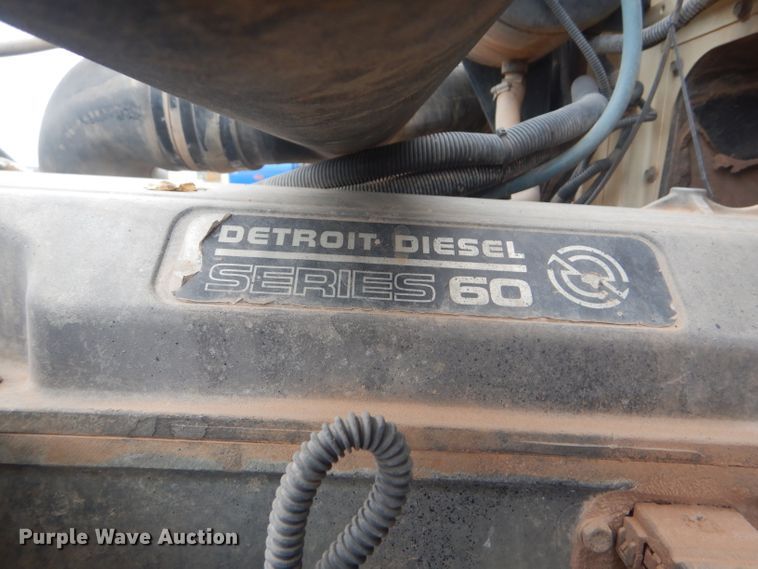 DETROIT DIESEL
SERIES 60
Purple Wave Auction